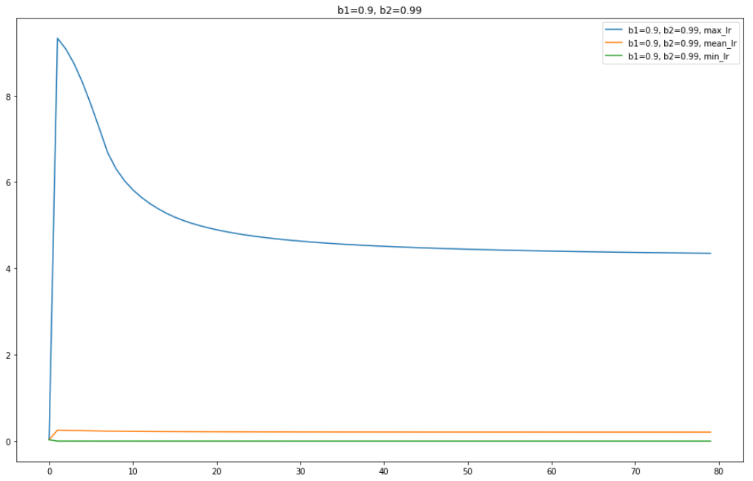 b1=0.9, b2=0.99
b1=0.9, b2=0.99, max_lr
b1=0.9, b2=0.99, mean_lr
b1=0.9, b2=0.99, min_lr
8
6
4
2
0
0 10 20 30 40 50 60 70 80